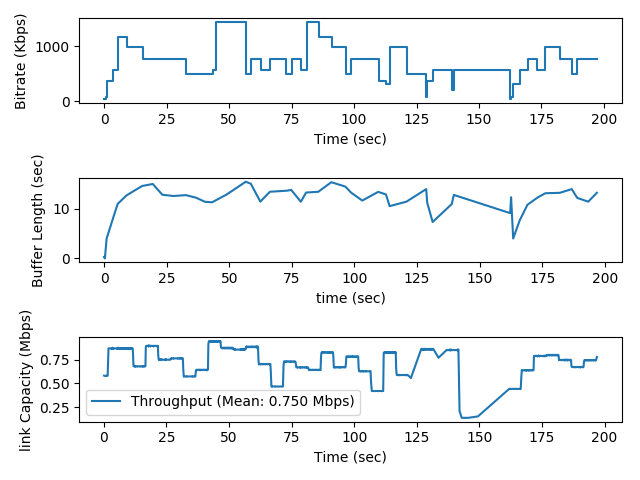 Bitrate (Kbps)
1000
0
0 25 50 75 100 125 150 175 200
Time (sec)
Buffer Length (sec)
10
0
0 25 50 75 100 125 150 175 200
time (sec)
link Capacity (Mbps)
0.75
0.50
0.25
Throughput (Mean: 0.750 Mbps)
0 25 50 75 100 125 150 175 200
Time (sec)